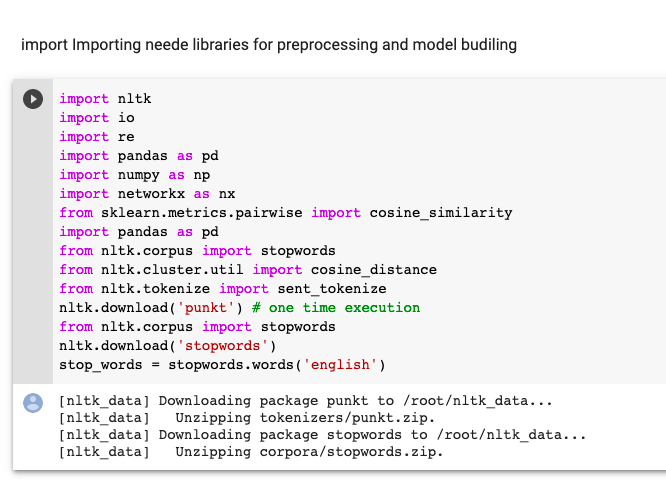 import Importing neede libraries for preprocessing and model budiling
import nltk
import io
import re
import pandas as pd
import numpy as np
import networkx as nx
from sklearn.metrics.pairwise import cosine_similarity
import pandas as pd
from nltk.corpus import stopwords
from nltk.cluster.util import cosine_distance
from nltk.tokenize import sent_tokenize
nltk.download('punkt') # one time execution
from nltk.corpus import stopwords
nltk.download('stopwords')
stop_words = stopwords.words('english')
[nltk_data] Downloading package punkt to /root/nltk_data...
[nltk_data]   Unzipping tokenizers/punkt.zip.
[nltk_data] Downloading package stopwords to /root/nltk_data...
[nltk_data]   Unzipping corpora/stopwords.zip.